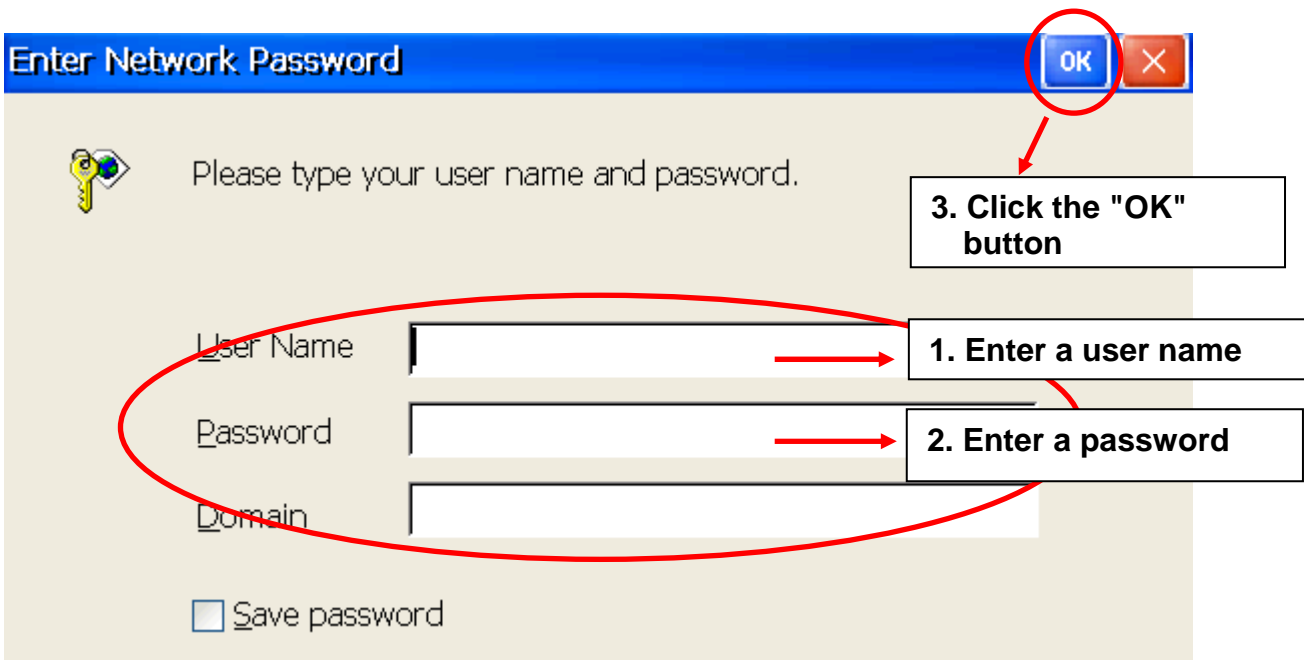 Enter Network Password
OK
Please type your user name and password.
3. Click the "OK"
button
User Name
1. Enter a user name
Password
2. Enter a password
Domain
Save password